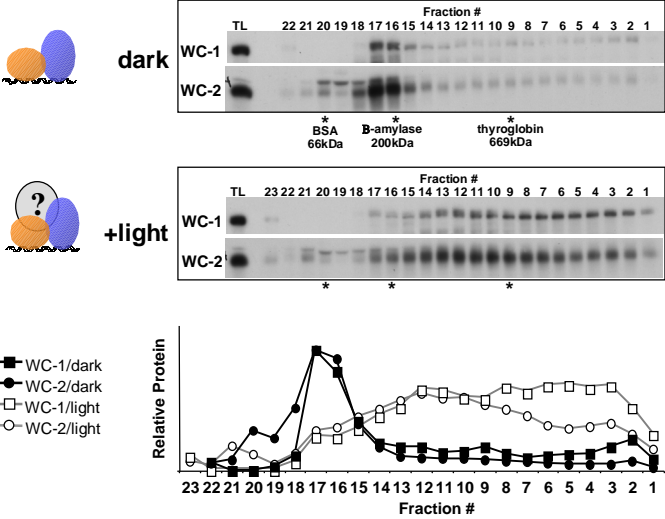 Fraction #
TL 22 21 20 19 18 17 16 15 14 13 12 11 10 9 8 7 6 5 4 3 2 1
dark
WC-1
WC-2
* * *
BSA B-amylase thyroglobin
66kDa 200kDa 669kDa
Fraction #
TL 23 22 21 20 19 18 17 16 15 14 13 12 11 10 9 8 7 6 5 4 3 2 1
?
+light
WC-1
WC-2
* * *
Relative Protein
WC-1/dark
WC-2/dark
WC-1/light
WC-2/light
23 22 21 20 19 18 17 16 15 14 13 12 11 10 9 8 7 6 5 4 3 2 1
Fraction #